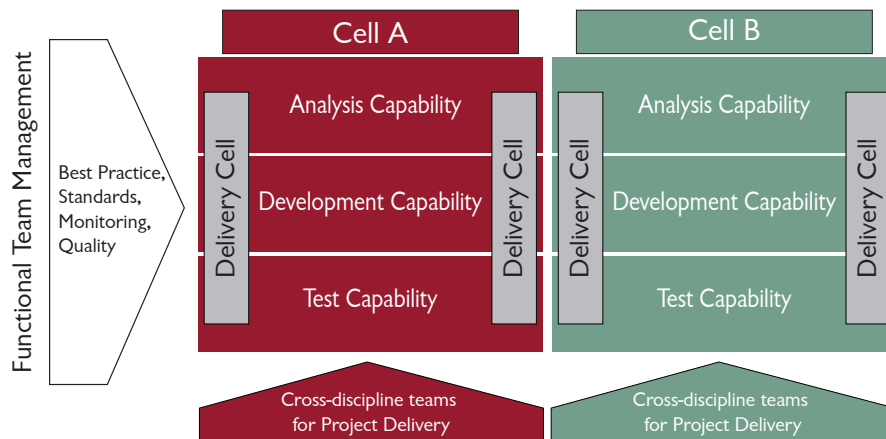 Functional Team Management
Best Practice,
Standards,
Monitoring,
Quality
Cell A
Delivery Cell
Analysis Capability
Development Capability
Test Capability
Delivery Cell
Cross-discipline teams
for Project Delivery
Cell B
Delivery Cell
Analysis Capability
Development Capability
Test Capability
Delivery Cell
Cross-discipline teams
for Project Delivery